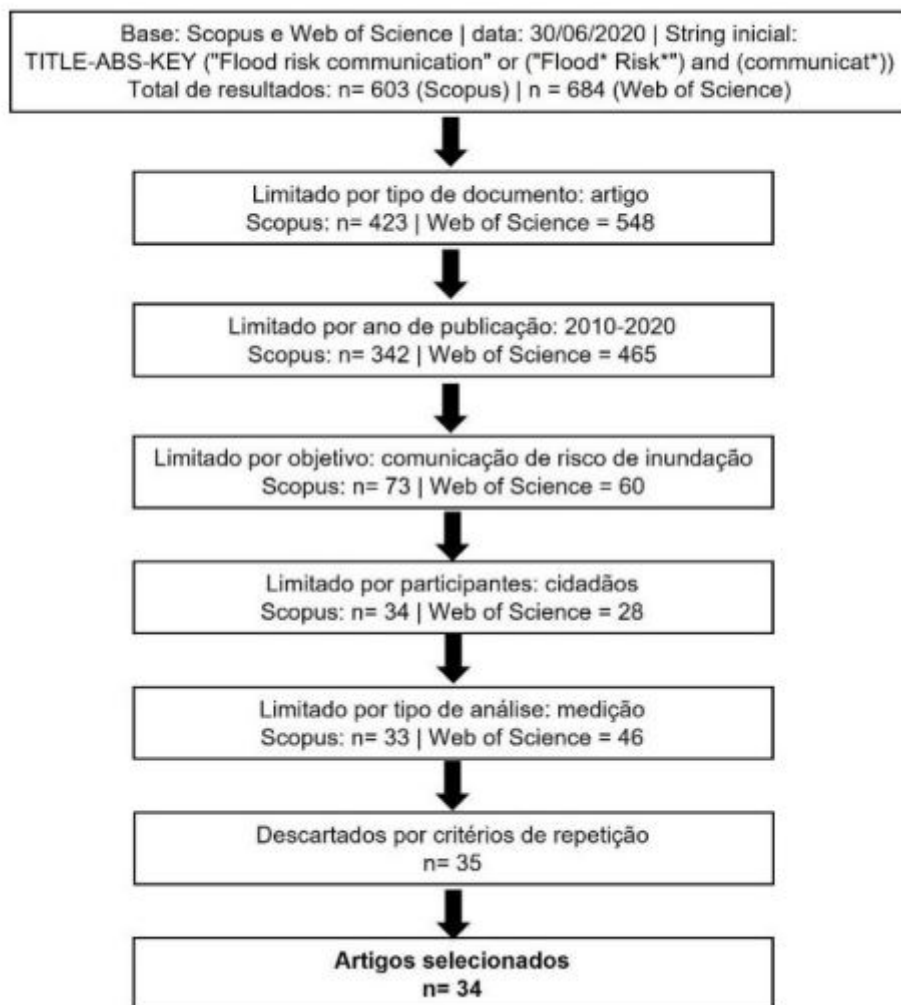 Base: Scopus e Web of Science | data: 30/06/2020 | String inicial:
TITLE-ABS-KEY ("Flood risk communication" or ("Flood* Risk*") and (communicat*))
Total de resultados: n= 603 (Scopus) | n = 684 (Web of Science)
Limitado por tipo de documento: artigo
Scopus: n= 423 | Web of Science = 548
Limitado por ano de publicação: 2010-2020
Scopus: n= 342 | Web of Science = 465
Limitado por objetivo: comunicação de risco de inundação
Scopus: n= 73 | Web of Science = 60
Limitado por participantes: cidadãos
Scopus: n= 34 | Web of Science = 28
Limitado por tipo de análise: medição
Scopus: n= 33 | Web of Science = 46
Descartados por critérios de repetição
n= 35
Artigos selecionados
n= 34